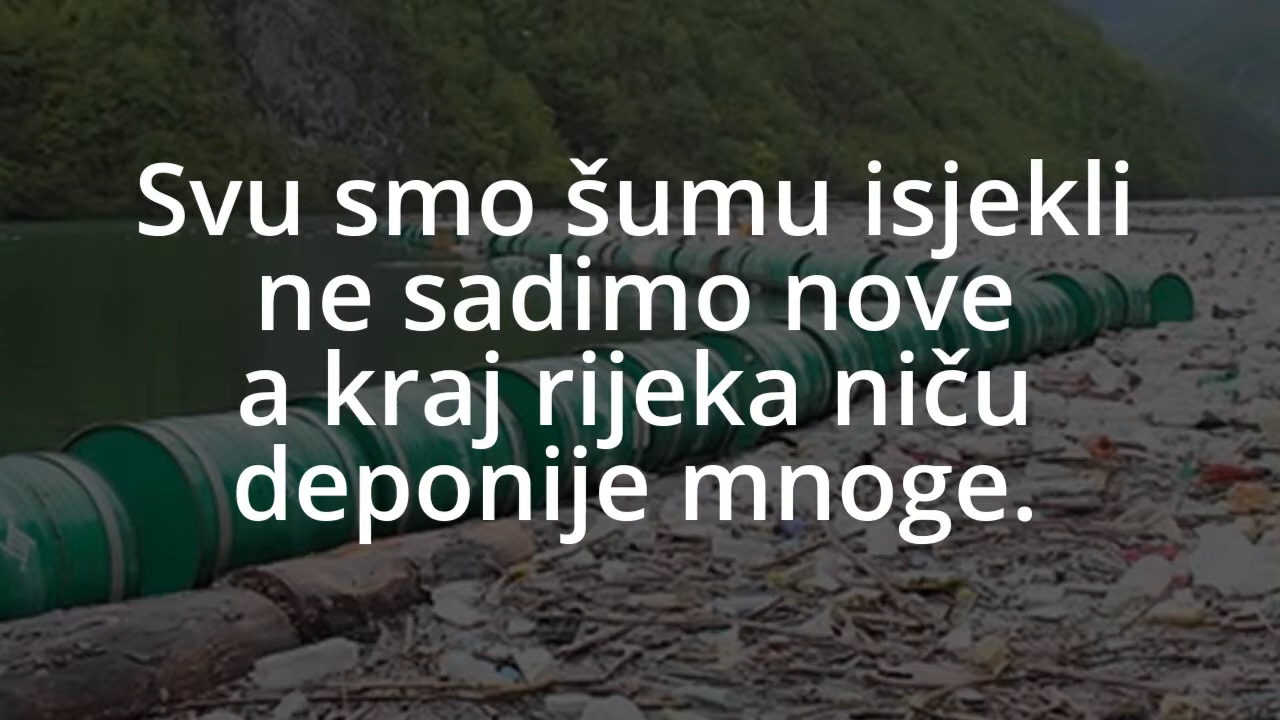 Svu smo šumu isjekli
ne sadimo nove
a kraj rijeka niču
deponije mnoge.